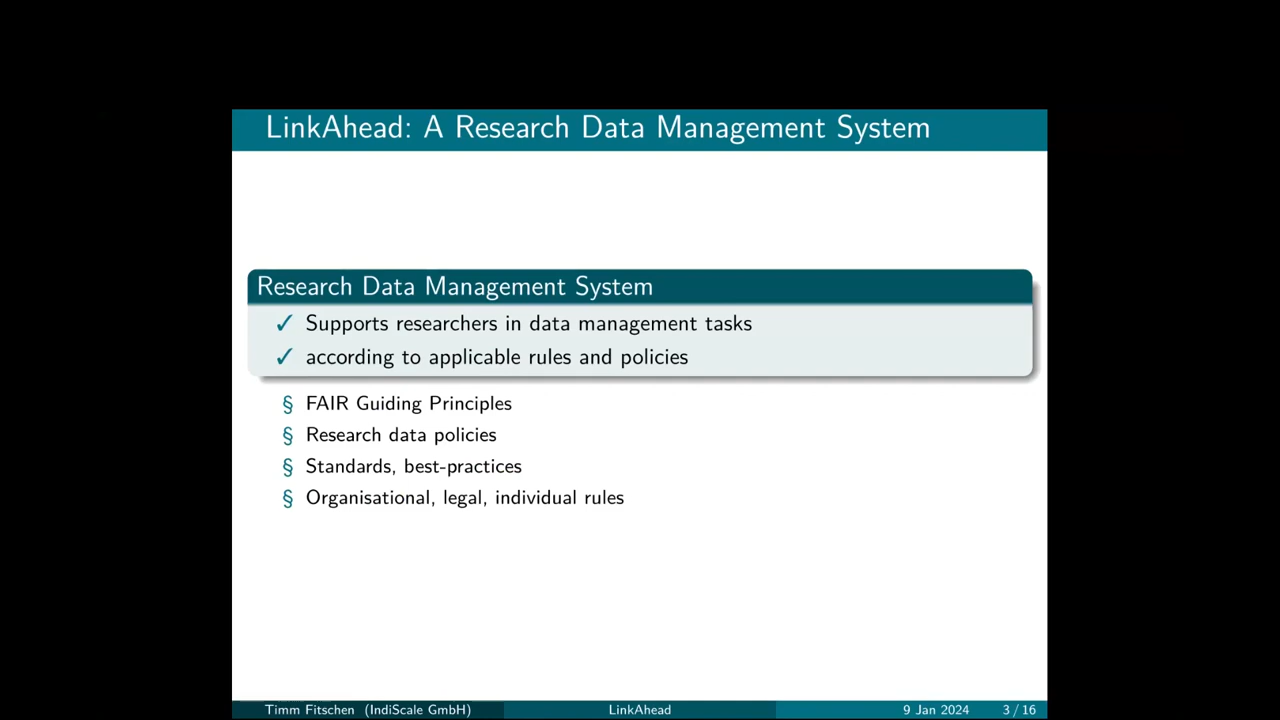 LinkAhead: A Research Data Management System
Research Data Management System
✓ Supports researchers in data management tasks
✓ according to applicable rules and policies
§ FAIR Guiding Principles
§ Research data policies
§ Standards, best-practices
§ Organisational, legal, individual rules
Timm Fitschen (IndiScale GmbH) LinkAhead 9 Jan 2024 3 / 16